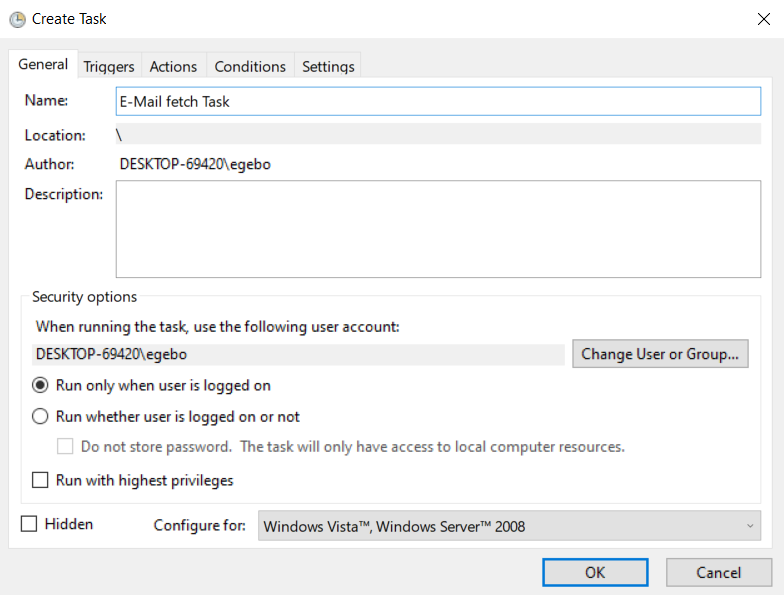 Create Task
General Triggers Actions Conditions Settings
Name: E-Mail fetch Task
Location: \
Author: DESKTOP-69420\egebo
Description:
Security options
When running the task, use the following user account:
DESKTOP-69420\egebo Change User or Group...
Run only when user is logged on
Run whether user is logged on or not
Do not store password. The task will only have access to local computer resources.
Run with highest privileges
Hidden Configure for: Windows Vista™, Windows Server™ 2008
OK Cancel